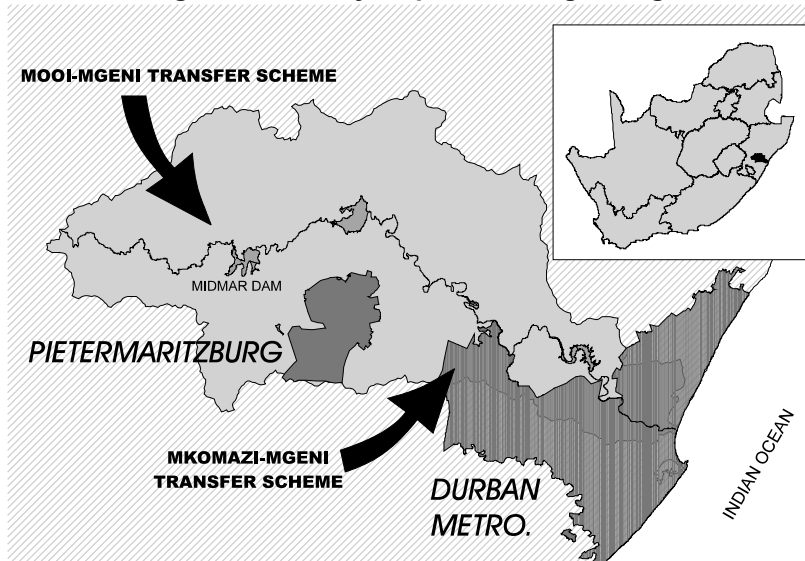 MOOI-MGENI TRANSFER SCHEME
MIDMAR DAM
PIETERMARITZBURG
MKOMAZI-MGENI
TRANSFER SCHEME
DURBAN
METRO.
INDIAN OCEAN